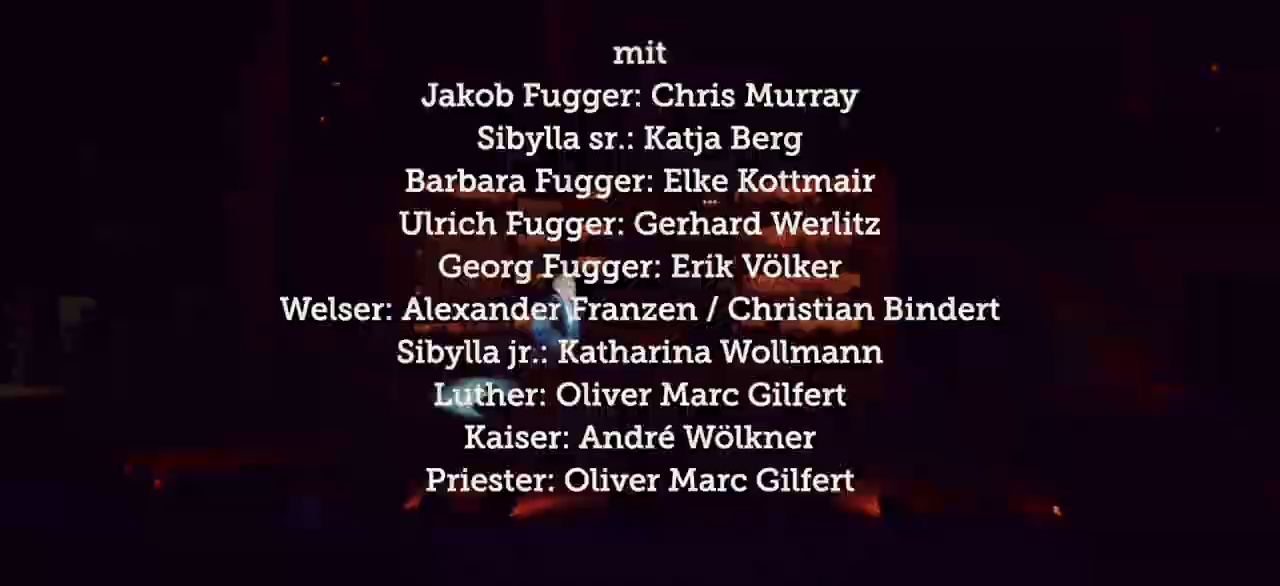 mit
Jakob Fugger: Chris Murray
Sibylla sr.: Katja Berg
Barbara Fugger: Elke Kottmair
Ulrich Fugger: Gerhard Werlitz
Georg Fugger: Erik Völker
Welser: Alexander Franzen / Christian Bindert
Sibylla jr.: Katharina Wollmann
Luther: Oliver Marc Gilfert
Kaiser: André Wölkner
Priester: Oliver Marc Gilfert